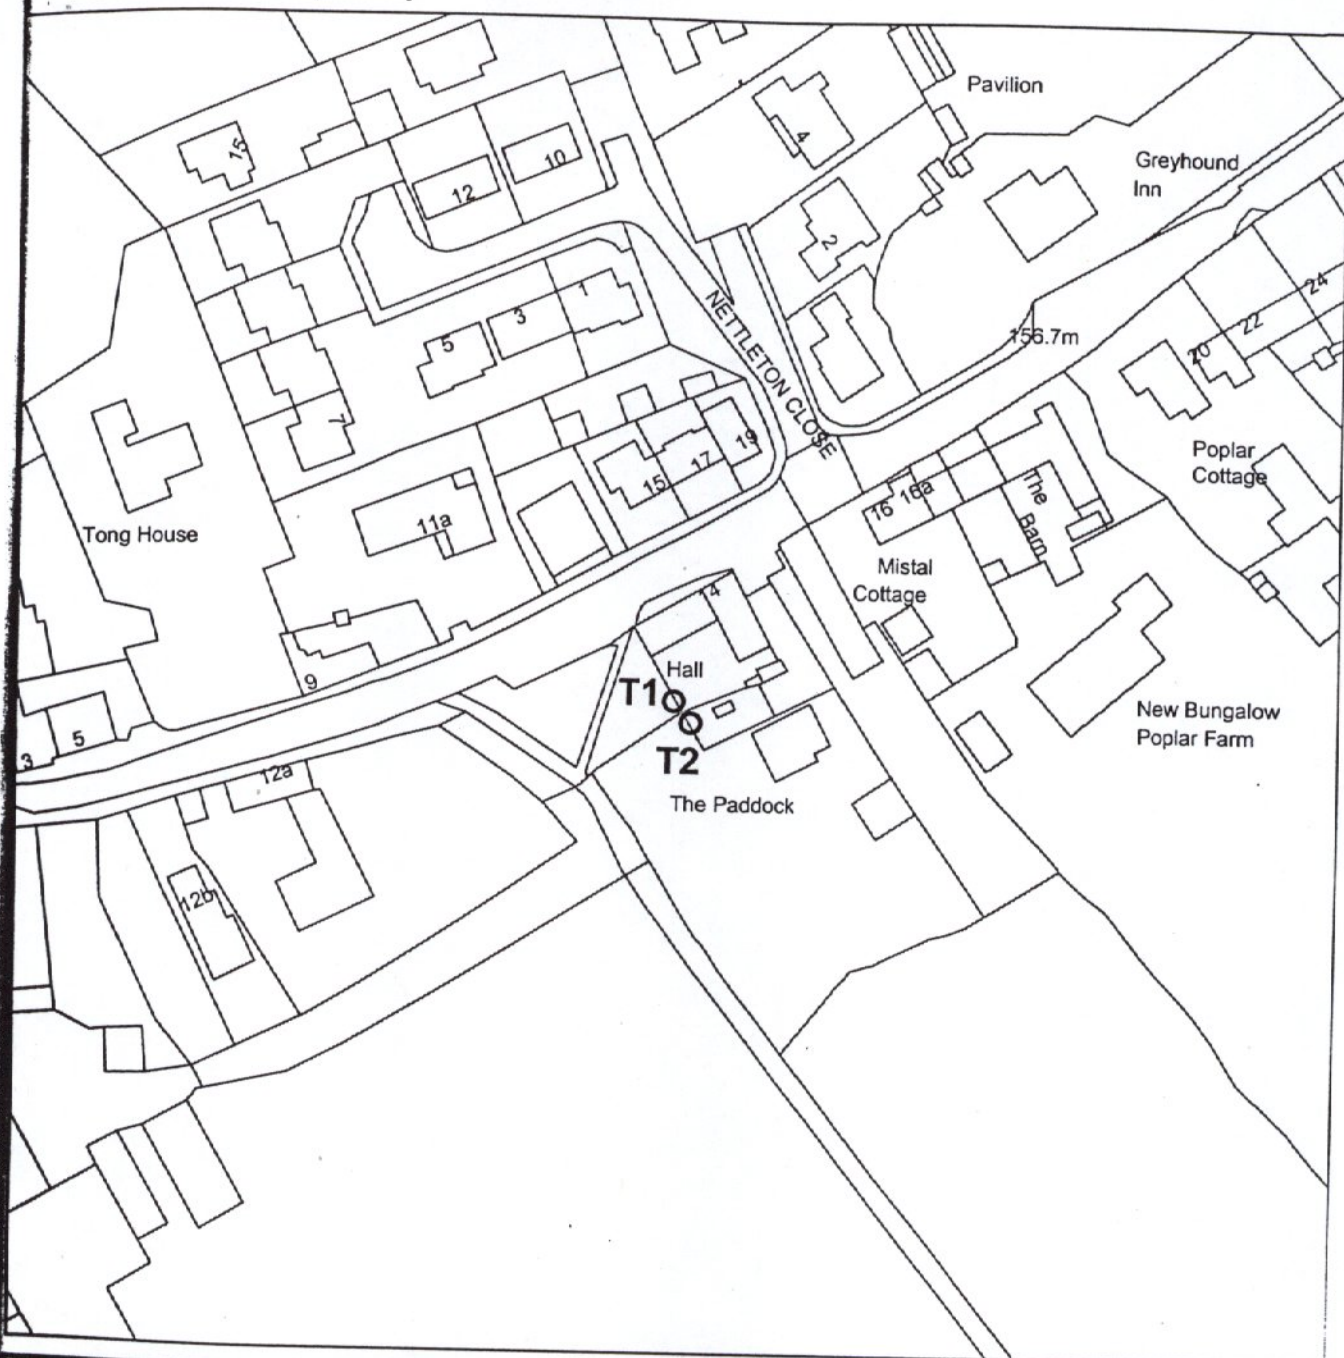 Pavilion
Greyhound
Inn
15
12
10
4
2
1
3
5
7
NETTLETON CLOSE
156.7m
24
22
20
19
17
15
11a
Tong House
9
16
16a
The
Barn
Poplar
Cottage
Mistal
Cottage
14
Hall
T1
T2
The Paddock
New Bungalow
Poplar Farm
5
3
12a
12b